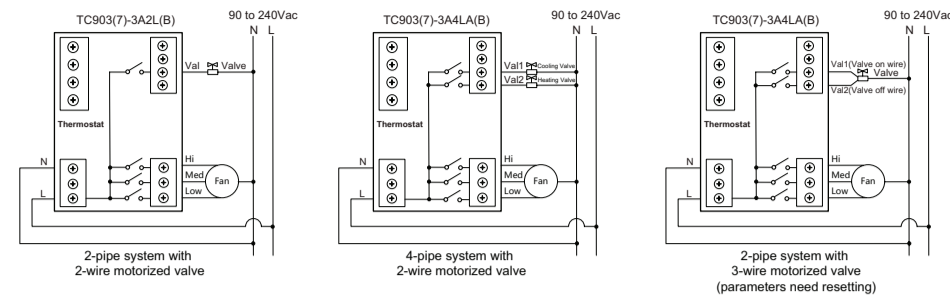 TC903(7)-3A2L(B)
90 to 240Vac
N L
Val Valve
Thermostat
N
L
Hi
Med
Low
Fan
2-pipe system with
2-wire motorized valve
TC903(7)-3A4LA(B)
90 to 240Vac
N L
Val1 Cooling Valve
Val2 Heating Valve
Thermostat
N
L
Hi
Med
Low
Fan
4-pipe system with
2-wire motorized valve
TC903(7)-3A4LA(B)
90 to 240Vac
N L
Val1(Valve on wire)
Valve
Val2(Valve off wire)
Thermostat
N
L
Hi
Med
Low
Fan
2-pipe system with
3-wire motorized valve
(parameters need resetting)